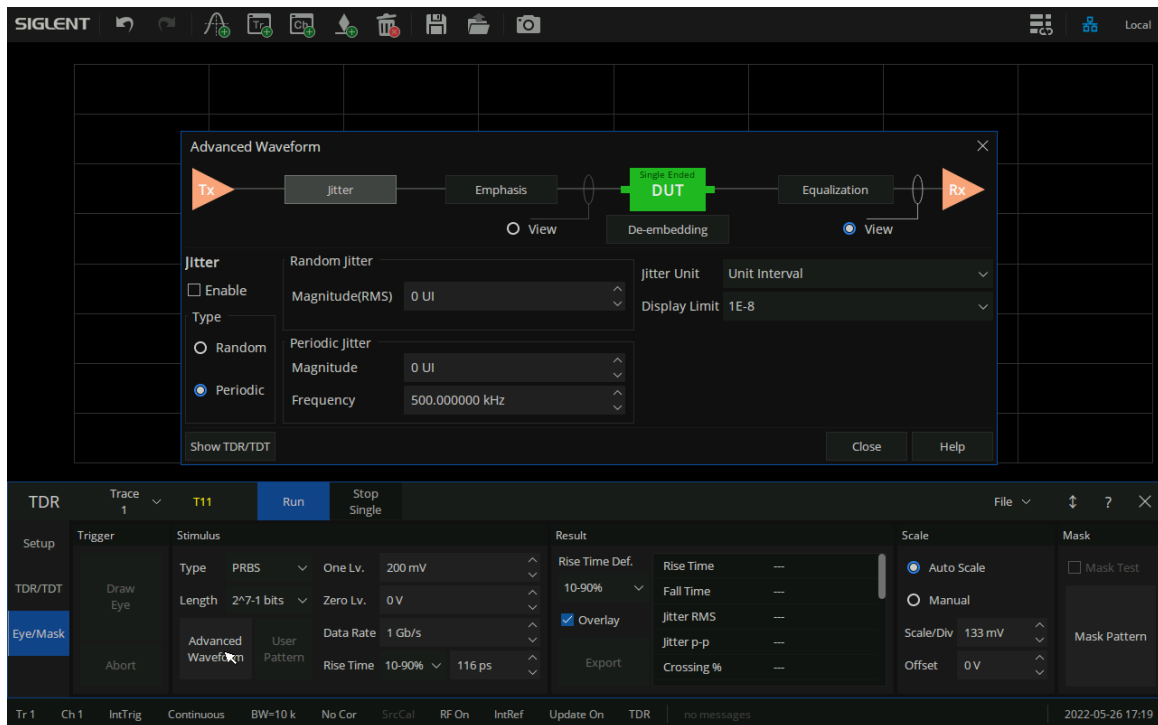 SIGLENT Tr Ch Local
Advanced Waveform
Tx Jitter Emphasis Single Ended DUT Equalization Rx
View De-embedding View
Jitter
Enable
Type
Random
Periodic
Random Jitter
Magnitude(RMS) 0 UI
Periodic Jitter
Magnitude 0 UI
Frequency 500.000000 kHz
Jitter Unit Unit Interval
Display Limit 1E-8
Show TDR/TDT Close Help
TDR Trace 1 T11 Run Stop Single File ?
Setup
TDR/TDT
Eye/Mask
Trigger
Draw Eye
Abort
Stimulus
Type PRBS One Lv. 200 mV
Length 2^7-1 bits Zero Lv. 0 V
Advanced Waveform User Pattern Data Rate 1 Gb/s
Rise Time 10-90% 116 ps
Result
Rise Time Def.
10-90%
Overlay
Export
Rise Time ---
Fall Time ---
Jitter RMS ---
Jitter p-p ---
Crossing % ---
Scale
Auto Scale
Manual
Scale/Div 133 mV
Offset 0 V
Mask
Mask Test
Mask Pattern
Tr 1 Ch 1 IntTrig Continuous BW=10 k No Cor SrcCal RF On IntRef Update On TDR no messages 2022-05-26 17:19